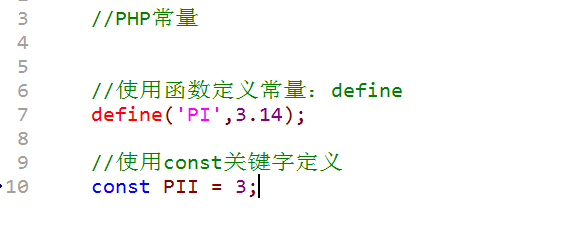 3 //PHP常量
4
5
6 //使用函数定义常量：define
7 define('PI',3.14);
8
9 //使用const关键字定义
10 const PII = 3;